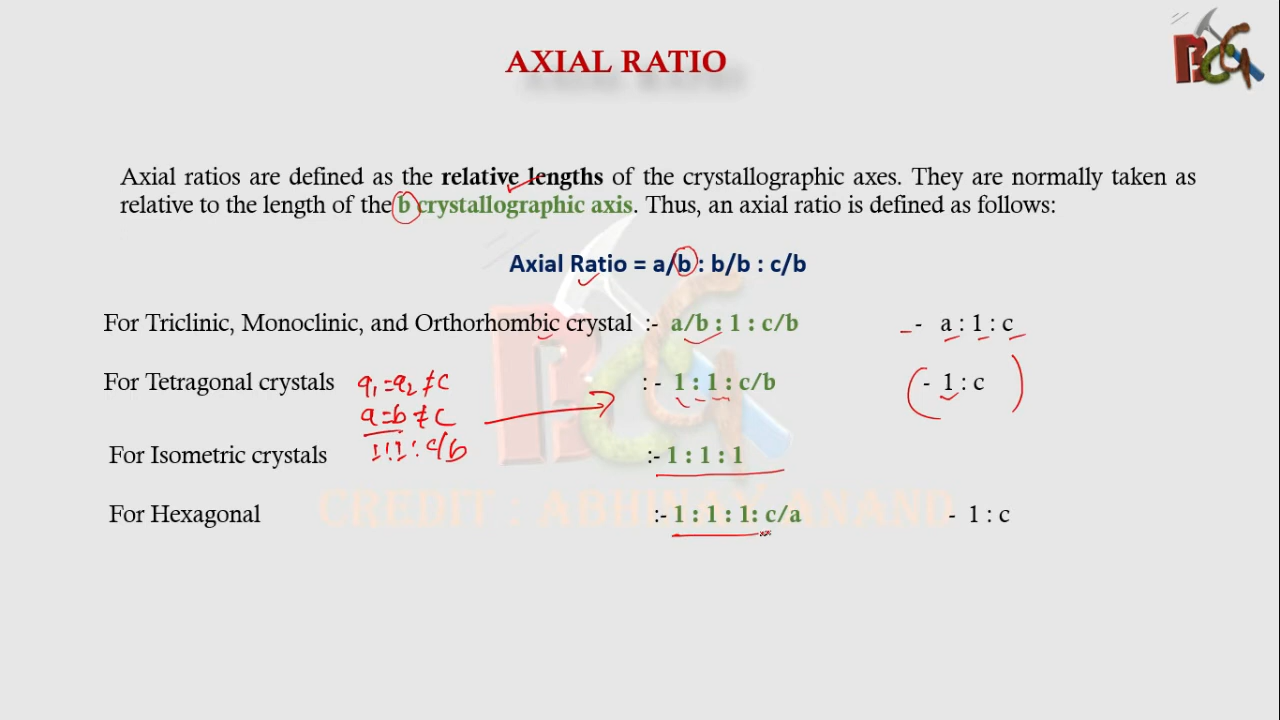 BCG
AXIAL RATIO
Axial ratios are defined as the relative lengths of the crystallographic axes. They are normally taken as
relative to the length of the b crystallographic axis. Thus, an axial ratio is defined as follows:
Axial Ratio = a/b : b/b : c/b
For Triclinic, Monoclinic, and Orthorhombic crystal :- a/b : 1 : c/b - a : 1 : c
For Tetragonal crystals a₁=a₂≠c : - 1 : 1 : c/b - 1 : c
a=b≠c
1:1:c/b
For Isometric crystals :- 1 : 1 : 1
For Hexagonal :- 1 : 1 : 1: c/a - 1 : c
CREDIT : ABHINAV ANAND